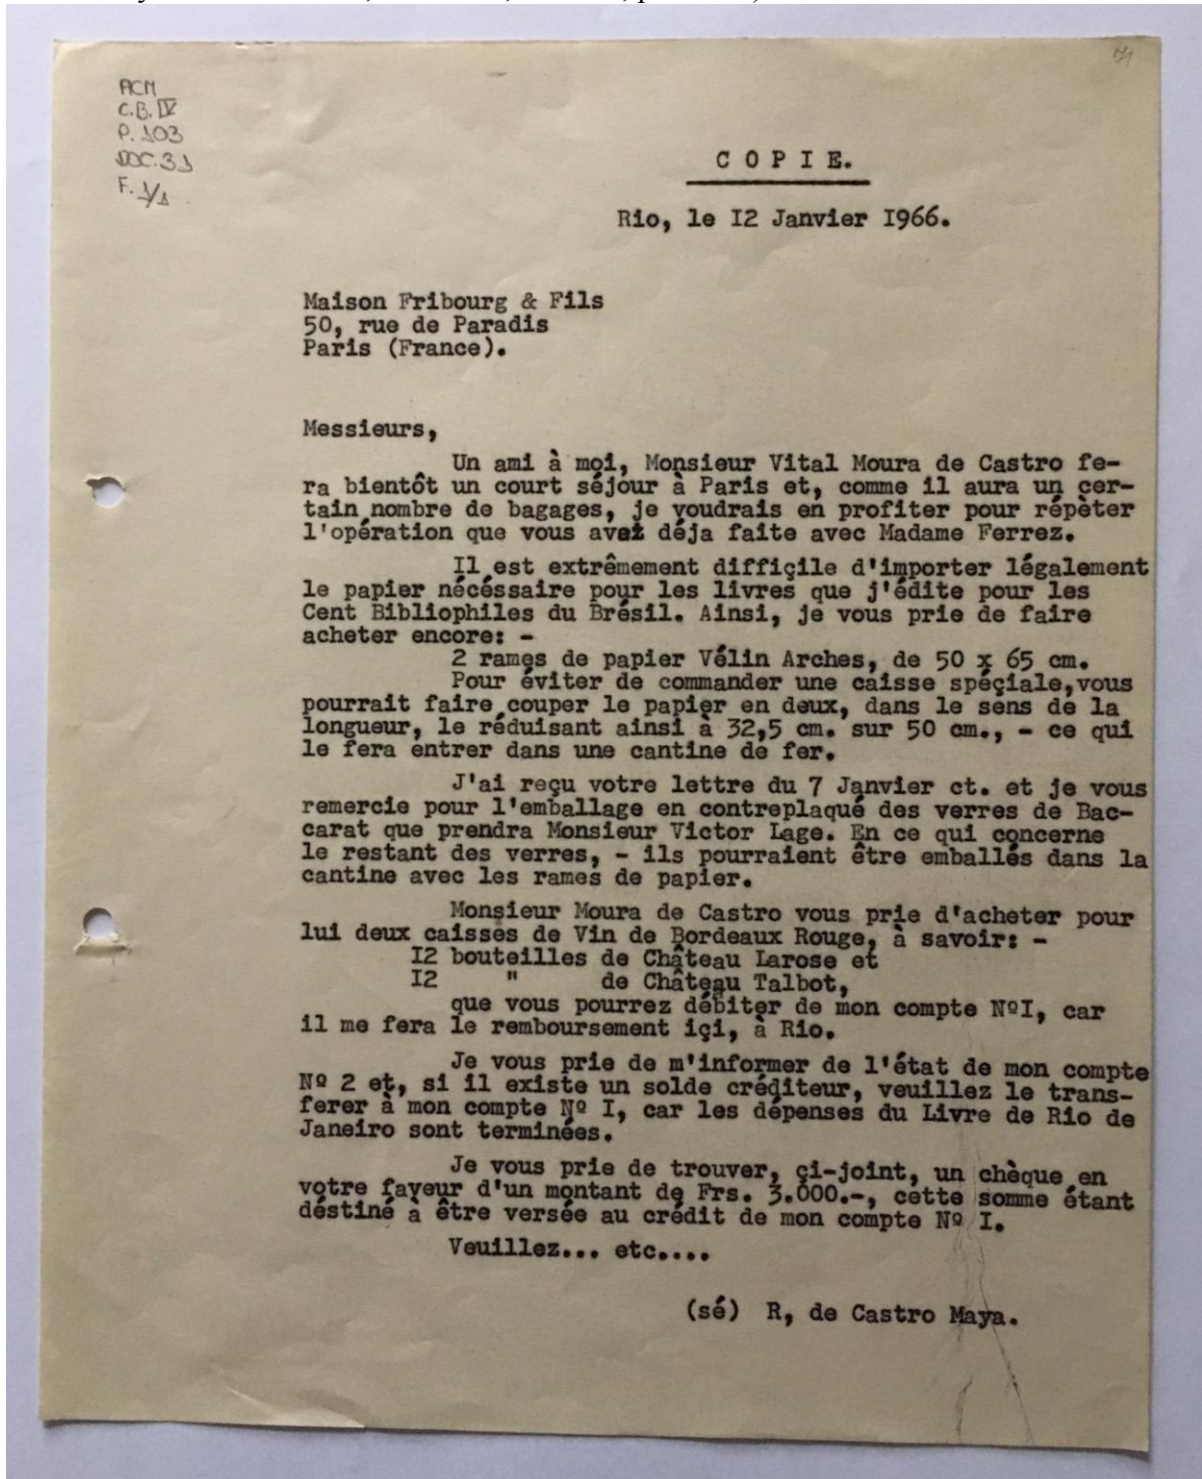 71
ACM
C.B. IV
P. 103
DOC. 31
F. 1/1
COPIE.
Rio, le I2 Janvier I966.
Maison Fribourg & Fils
50, rue de Paradis
Paris (France).
Messieurs,
Un ami à moi, Monsieur Vital Moura de Castro fe-
ra bientôt un court séjour à Paris et, comme il aura un cer-
tain nombre de bagages, je voudrais en profiter pour répèter
l'opération que vous avez déja faite avec Madame Ferrez.
Il est extrêmement diffiçile d'importer légalement
le papier nécéssaire pour les livres que j'édite pour les
Cent Bibliophiles du Brésil. Ainsi, je vous prie de faire
acheter encore: -
2 rames de papier Vélin Arches, de 50 x 65 cm.
Pour éviter de commander une caisse spéçiale,vous
pourrait faire couper le papier en deux, dans le sens de la
longueur, le réduisant ainsi à 32,5 cm. sur 50 cm., - ce qui
le fera entrer dans une cantine de fer.
J'ai reçu votre lettre du 7 Janvier ct. et je vous
remercie pour l'emballage en contreplaqué des verres de Bac-
carat que prendra Monsieur Victor Lage. En ce qui concerne
le restant des verres, - ils pourraient être emballés dans la
cantine avec les rames de papier.
Monsieur Moura de Castro vous prie d'acheter pour
lui deux caisses de Vin de Bordeaux Rouge, à savoir: -
I2 bouteilles de Château Larose et
I2 " de Château Talbot,
que vous pourrez débiter de mon compte NºI, car
il me fera le remboursement içi, à Rio.
Je vous prie de m'informer de l'état de mon compte
Nº 2 et, si il existe un solde créditeur, veuillez le trans-
ferer à mon compte Nº I, car les dépenses du Livre de Rio de
Janeiro sont terminées.
Je vous prie de trouver, çi-joint, un chèque en
votre faveur d'un montant de Frs. 3.000.-, cette somme étant
déstiné à être versée au crédit de mon compte Nº I.
Veuillez... etc....
(sé) R, de Castro Maya.